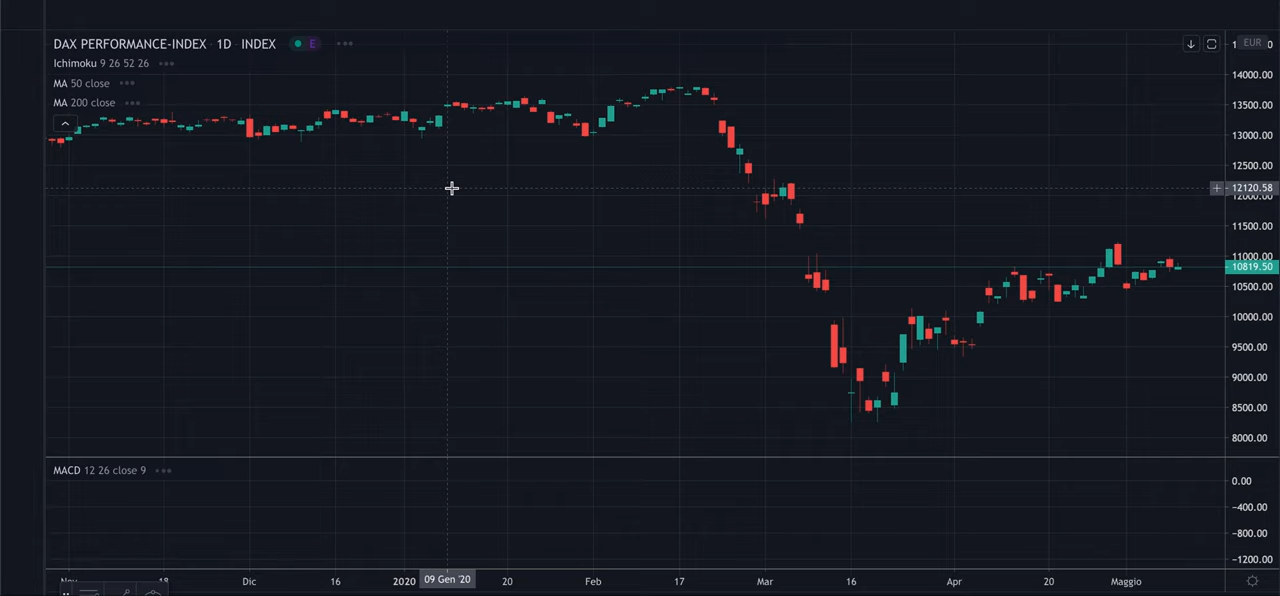 DAX PERFORMANCE-INDEX 1D INDEX E
Ichimoku 9 26 52 26
MA 50 close
MA 200 close
EUR
14000.00
13500.00
13000.00
12500.00
12120.58
12000.00
11500.00
11000.00
10819.50
10500.00
10000.00
9500.00
9000.00
8500.00
8000.00
MACD 12 26 close 9
0.00
−400.00
−800.00
−1200.00
Nov 18 Dic 16 2020 09 Gen '20 20 Feb 17 Mar 16 Apr 20 Maggio